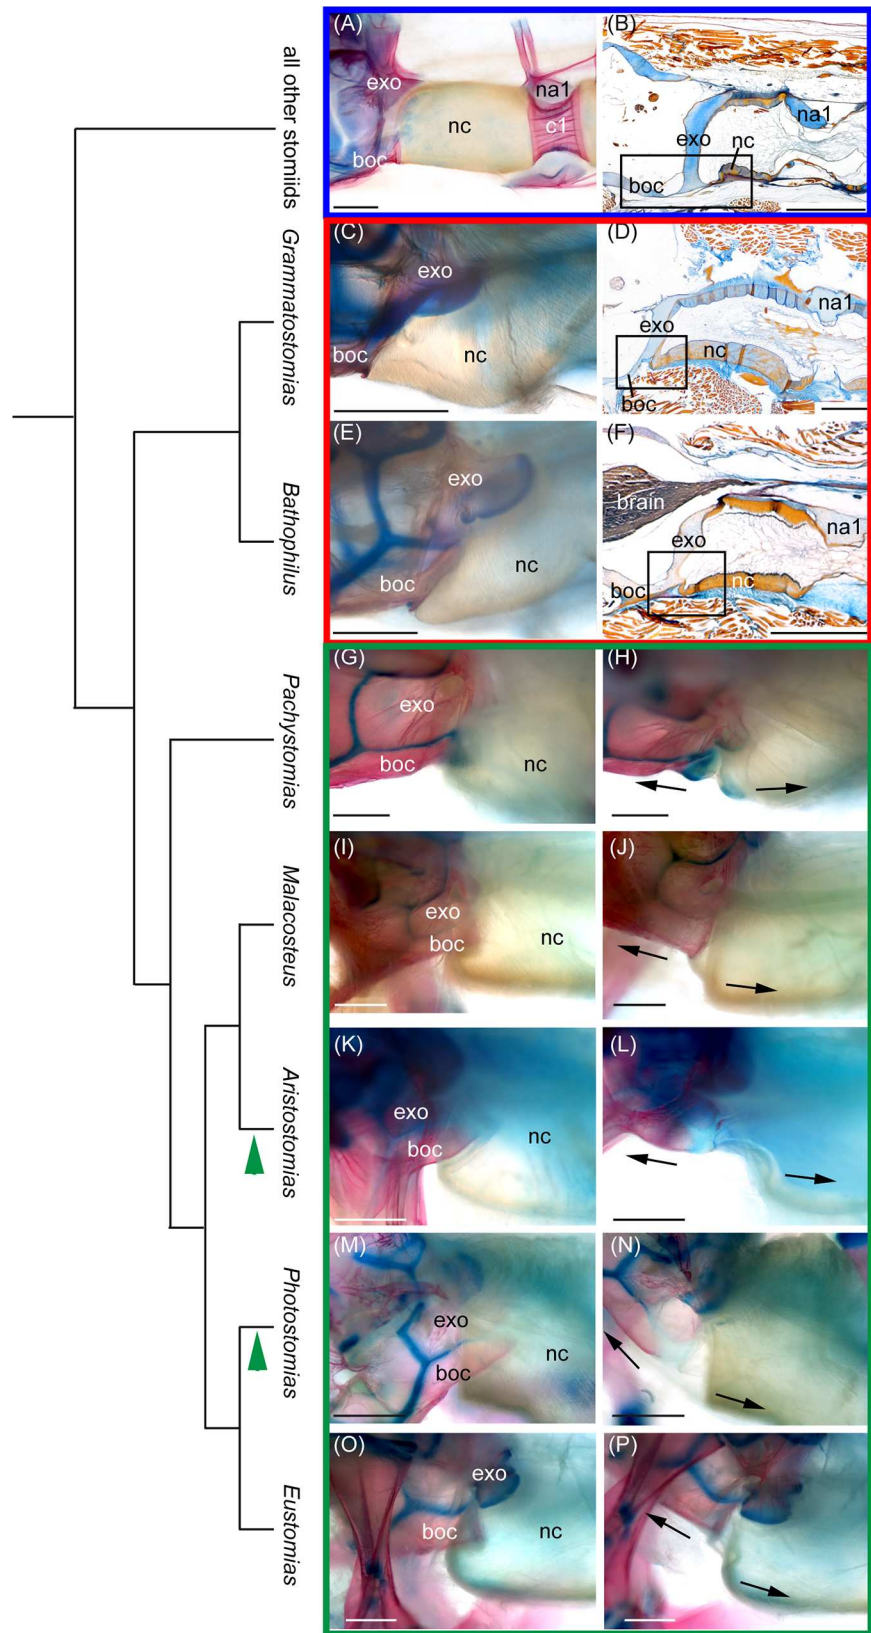 all other stomiids
Grammatostomias
Bathophilus
Pachystomias
Malacosteus
Aristostomias
Photostomias
Eustomias
(A)
exo
na1
nc
c1
boc
(B)
exo
nc
boc
(C)
exo
boc
nc
(D)
na1
exo
nc
boc
(E)
exo
nc
boc
(F)
brain
na1
exo
boc
nc
(G)
exo
boc
nc
(H)
(I)
exo
boc
nc
(J)
(K)
exo
nc
boc
(L)
(M)
exo
nc
boc
(N)
(O)
exo
boc
nc
(P)